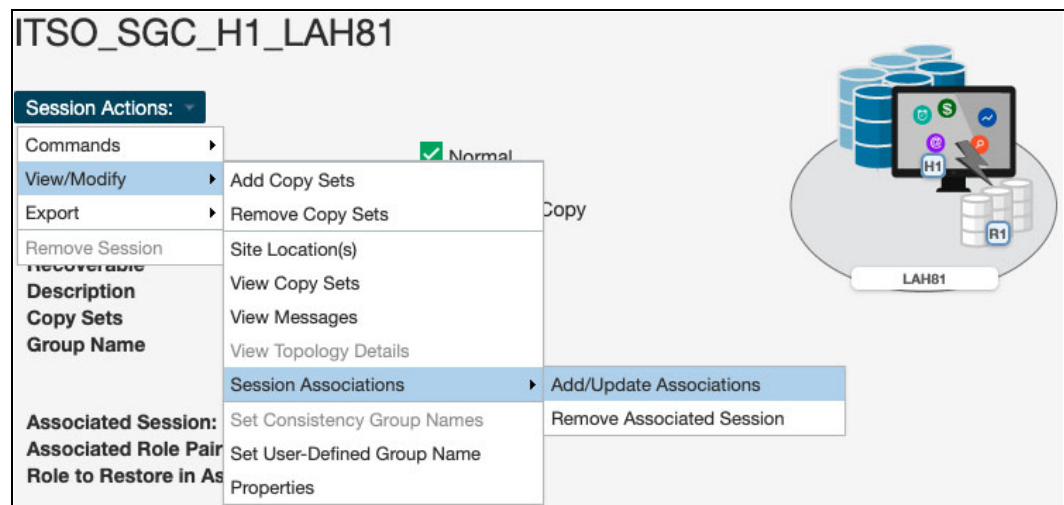 ITSO_SGC_H1_LAH81
Session Actions:
Commands
Normal
View/Modify
Add Copy Sets
Export
Remove Copy Sets
Copy
Remove Session
Site Location(s)
Recoverable
Description
View Copy Sets
Copy Sets
View Messages
Group Name
View Topology Details
Session Associations
Add/Update Associations
Associated Session:
Set Consistency Group Names
Remove Associated Session
Associated Role Pair
Set User-Defined Group Name
Role to Restore in As
Properties
H1
R1
LAH81